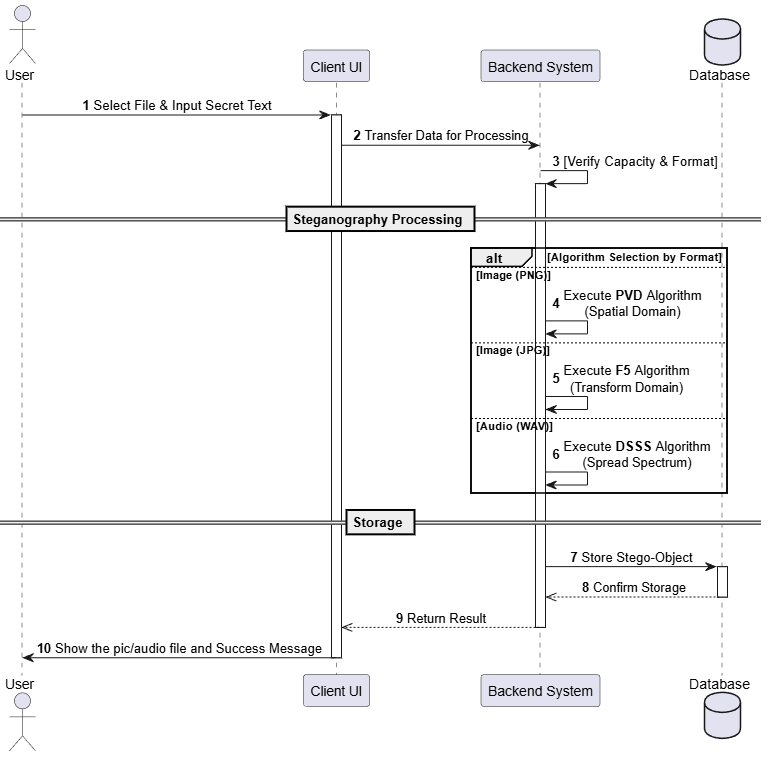 User
Client UI
Backend System
Database
1 Select File & Input Secret Text
2 Transfer Data for Processing
3 [Verify Capacity & Format]
Steganography Processing
alt
[Algorithm Selection by Format]
[Image (PNG)]
4 Execute PVD Algorithm
(Spatial Domain)
[Image (JPG)]
5 Execute F5 Algorithm
(Transform Domain)
[Audio (WAV)]
6 Execute DSSS Algorithm
(Spread Spectrum)
Storage
7 Store Stego-Object
8 Confirm Storage
9 Return Result
10 Show the pic/audio file and Success Message
User
Client UI
Backend System
Database